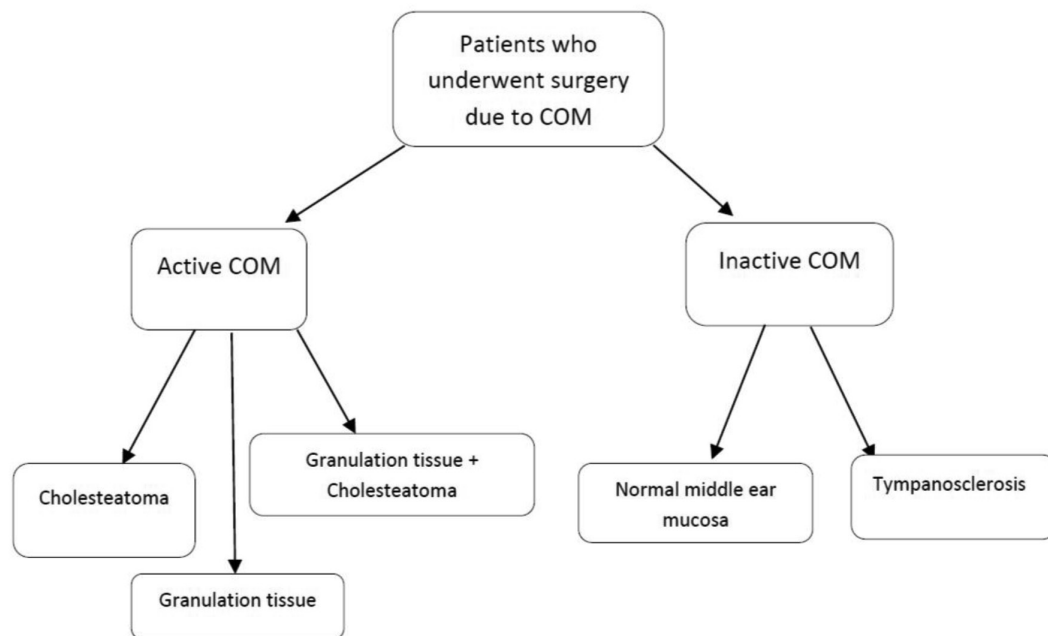 Patients who
underwent surgery
due to COM
Active COM
Inactive COM
Cholesteatoma
Granulation tissue
Granulation tissue +
Cholesteatoma
Normal middle ear
mucosa
Tympanosclerosis